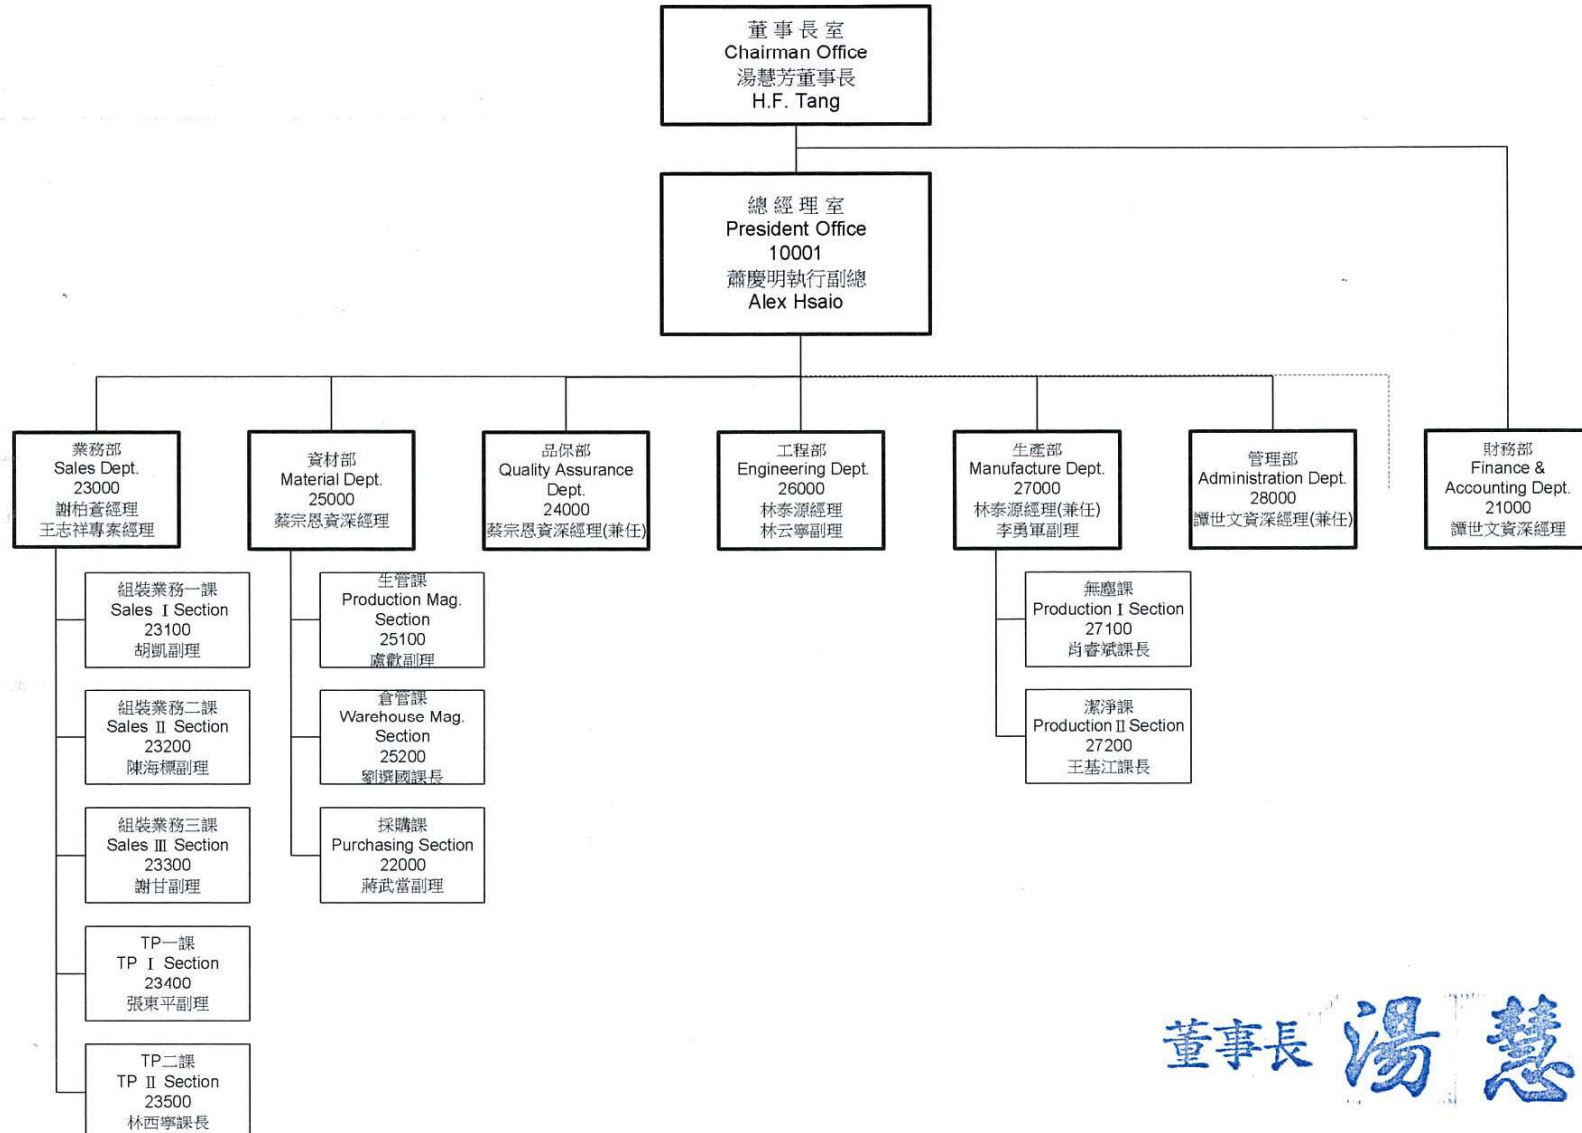 董事長室
Chairman Office
湯慧芳董事長
H.F. Tang
總經理室
President Office
10001
蕭慶明執行副總
Alex Hsaio
業務部
Sales Dept.
23000
謝柏蒼經理
王志祥專案經理
資材部
Material Dept.
25000
蔡宗恩資深經理
品保部
Quality Assurance
Dept.
24000
蔡宗恩資深經理(兼任)
工程部
Engineering Dept.
26000
林泰源經理
林云寧副理
生產部
Manufacture Dept.
27000
林泰源經理(兼任)
李勇軍副理
管理部
Administration Dept.
28000
譚世文資深經理(兼任)
財務部
Finance &
Accounting Dept.
21000
譚世文資深經理
組裝業務一課
Sales Ⅰ Section
23100
胡凱副理
組裝業務二課
Sales Ⅱ Section
23200
陳海標副理
組裝業務三課
Sales Ⅲ Section
23300
謝甘副理
TP一課
TP Ⅰ Section
23400
張東平副理
TP二課
TP Ⅱ Section
23500
林西寧課長
生管課
Production Mag.
Section
25100
盧歡副理
倉管課
Warehouse Mag.
Section
25200
劉選國課長
採購課
Purchasing Section
22000
蔣武當副理
無塵課
Production Ⅰ Section
27100
肖睿斌課長
潔淨課
Production Ⅱ Section
27200
王基江課長
董事長 湯 慧